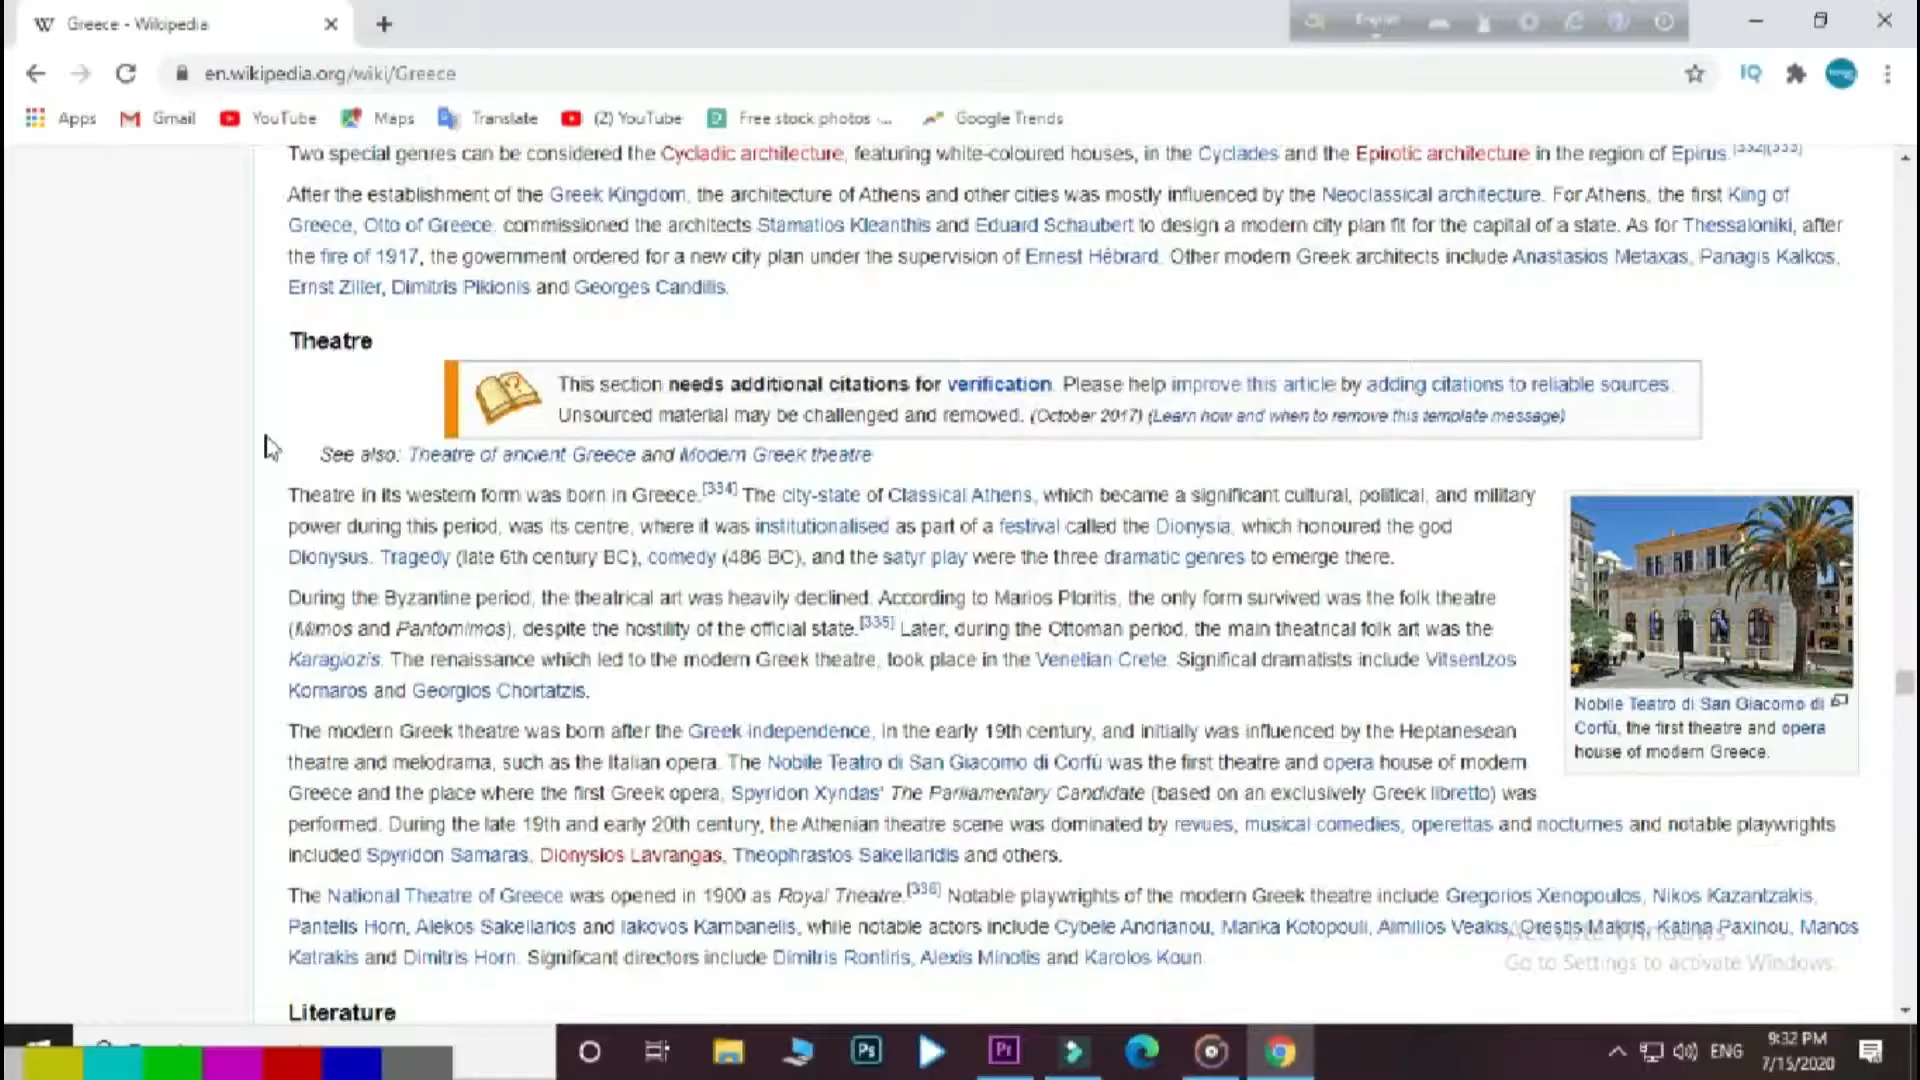 Greece - Wikipedia
English
en.wikipedia.org/wiki/Greece
IQ
Apps Gmail YouTube Maps Translate (2) YouTube Free stock photos -... Google Trends
Two special genres can be considered the Cycladic architecture, featuring white-coloured houses, in the Cyclades and the Epirotic architecture in the region of Epirus.[332][333]
After the establishment of the Greek Kingdom, the architecture of Athens and other cities was mostly influenced by the Neoclassical architecture. For Athens, the first King of
Greece, Otto of Greece, commissioned the architects Stamatios Kleanthis and Eduard Schaubert to design a modern city plan fit for the capital of a state. As for Thessaloniki, after
the fire of 1917, the government ordered for a new city plan under the supervision of Ernest Hébrard. Other modern Greek architects include Anastasios Metaxas, Panagis Kalkos,
Ernst Ziller, Dimitris Pikionis and Georges Candilis.
Theatre
This section needs additional citations for verification. Please help improve this article by adding citations to reliable sources.
Unsourced material may be challenged and removed. (October 2017) (Learn how and when to remove this template message)
See also: Theatre of ancient Greece and Modern Greek theatre
Theatre in its western form was born in Greece.[334] The city-state of Classical Athens, which became a significant cultural, political, and military
power during this period, was its centre, where it was institutionalised as part of a festival called the Dionysia, which honoured the god
Dionysus. Tragedy (late 6th century BC), comedy (486 BC), and the satyr play were the three dramatic genres to emerge there.
During the Byzantine period, the theatrical art was heavily declined. According to Marios Ploritis, the only form survived was the folk theatre
(Mimos and Pantomimos), despite the hostility of the official state.[335] Later, during the Ottoman period, the main theatrical folk art was the
Karagiozis. The renaissance which led to the modern Greek theatre, took place in the Venetian Crete. Significal dramatists include Vitsentzos
Kornaros and Georgios Chortatzis.
The modern Greek theatre was born after the Greek independence, in the early 19th century, and initially was influenced by the Heptanesean
theatre and melodrama, such as the Italian opera. The Nobile Teatro di San Giacomo di Corfù was the first theatre and opera house of modern
Greece and the place where the first Greek opera, Spyridon Xyndas' The Parliamentary Candidate (based on an exclusively Greek libretto) was
performed. During the late 19th and early 20th century, the Athenian theatre scene was dominated by revues, musical comedies, operettas and nocturnes and notable playwrights
included Spyridon Samaras, Dionysios Lavrangas, Theophrastos Sakellaridis and others.
Nobile Teatro di San Giacomo di
Corfù, the first theatre and opera
house of modern Greece.
The National Theatre of Greece was opened in 1900 as Royal Theatre.[336] Notable playwrights of the modern Greek theatre include Gregorios Xenopoulos, Nikos Kazantzakis,
Pantelis Horn, Alekos Sakellarios and Iakovos Kambanelis, while notable actors include Cybele Andrianou, Marika Kotopouli, Aimilios Veakis, Orestis Makris, Katina Paxinou, Manos
Katrakis and Dimitris Horn. Significant directors include Dimitris Rontiris, Alexis Minotis and Karolos Koun.
Activate Windows
Go to Settings to activate Windows.
Literature
Ps
Pr
ENG
9:32 PM
7/15/2020